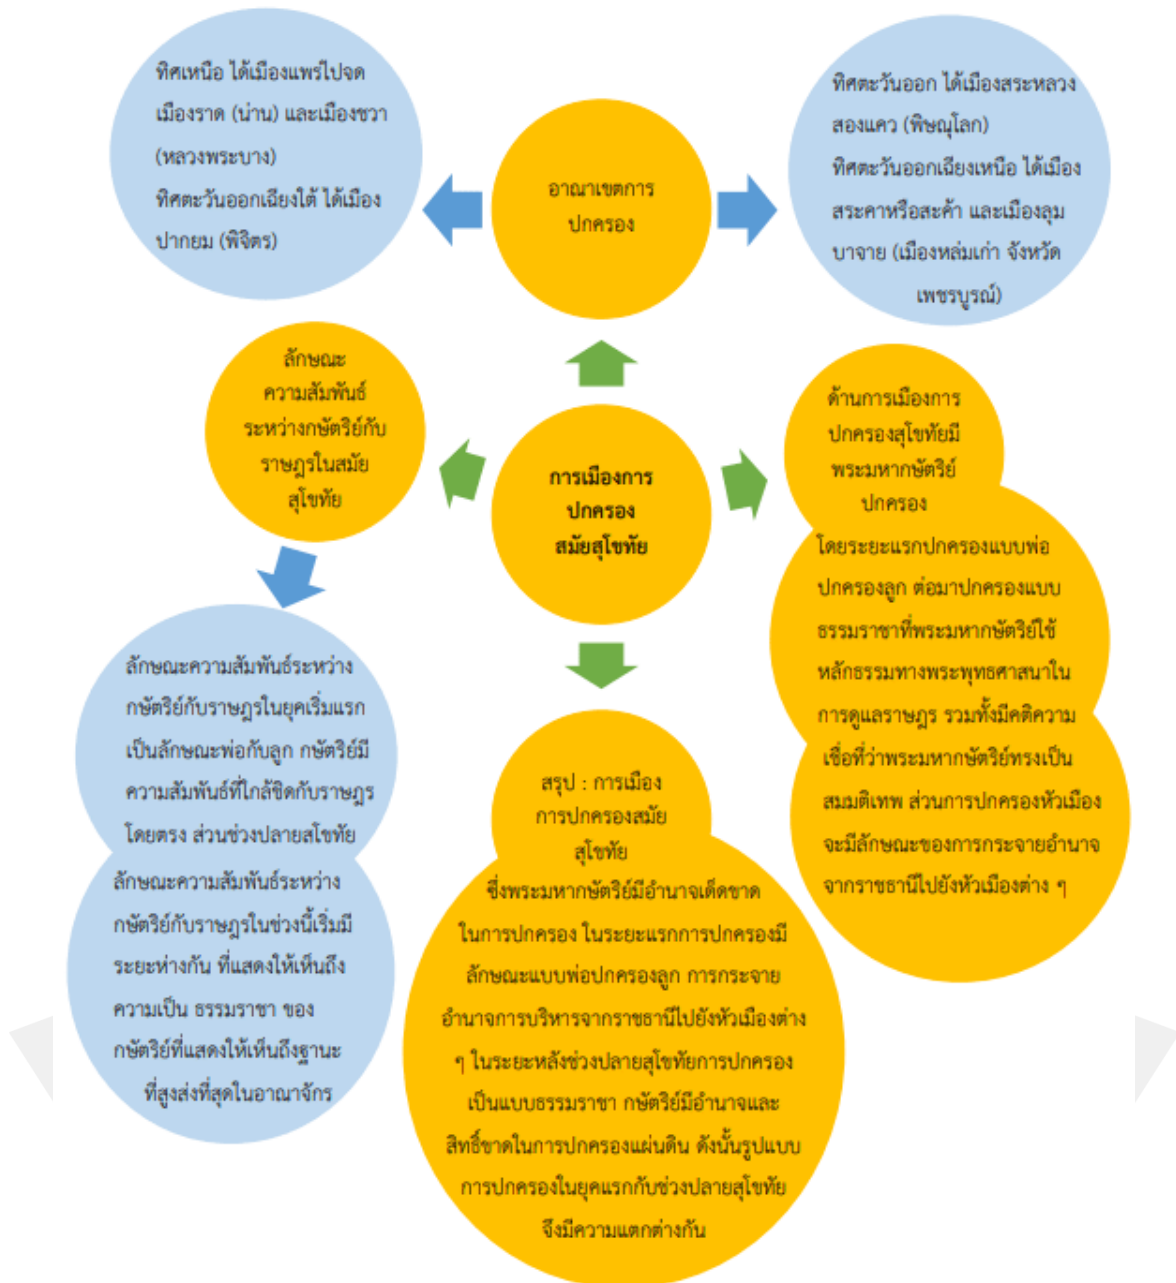 ทิศเหนือ ได้เมืองแพร่ไปจด
เมืองราด (น่าน) และเมืองชวา
(หลวงพระบาง)
ทิศตะวันออกเฉียงใต้ ได้เมือง
ปากยม (พิจิตร)
อาณาเขตการ
ปกครอง
ทิศตะวันออก ได้เมืองสระหลวง
สองแคว (พิษณุโลก)
ทิศตะวันออกเฉียงเหนือ ได้เมือง
สระคาหรือสะค้า และเมืองลุม
บาจาย (เมืองหล่มเก่า จังหวัด
เพชรบูรณ์)
ลักษณะ
ความสัมพันธ์
ระหว่างกษัตริย์กับ
ราษฎรในสมัย
สุโขทัย
การเมืองการ
ปกครอง
สมัยสุโขทัย
ด้านการเมืองการ
ปกครองสุโขทัยมี
พระมหากษัตริย์
ปกครอง
โดยระยะแรกปกครองแบบพ่อ
ปกครองลูก ต่อมาปกครองแบบ
ธรรมราชาที่พระมหากษัตริย์ใช้
หลักธรรมทางพระพุทธศาสนาใน
การดูแลราษฎร รวมทั้งมีคติความ
เชื่อที่ว่าพระมหากษัตริย์ทรงเป็น
สมมติเทพ ส่วนการปกครองหัวเมือง
จะมีลักษณะของการกระจายอำนาจ
จากราชธานีไปยังหัวเมืองต่าง ๆ
ลักษณะความสัมพันธ์ระหว่าง
กษัตริย์กับราษฎรในยุคเริ่มแรก
เป็นลักษณะพ่อกับลูก กษัตริย์มี
ความสัมพันธ์ที่ใกล้ชิดกับราษฎร
โดยตรง ส่วนช่วงปลายสุโขทัย
ลักษณะความสัมพันธ์ระหว่าง
กษัตริย์กับราษฎรในช่วงนี้เริ่มมี
ระยะห่างกัน ที่แสดงให้เห็นถึง
ความเป็น ธรรมราชา ของ
กษัตริย์ที่แสดงให้เห็นถึงฐานะ
ที่สูงส่งที่สุดในอาณาจักร
สรุป : การเมือง
การปกครองสมัย
สุโขทัย
ซึ่งพระมหากษัตริย์มีอำนาจเด็ดขาด
ในการปกครอง ในระยะแรกการปกครองมี
ลักษณะแบบพ่อปกครองลูก การกระจาย
อำนาจการบริหารจากราชธานีไปยังหัวเมืองต่าง
ๆ ในระยะหลังช่วงปลายสุโขทัยการปกครอง
เป็นแบบธรรมราชา กษัตริย์มีอำนาจและ
สิทธิ์ขาดในการปกครองแผ่นดิน ดังนั้นรูปแบบ
การปกครองในยุคแรกกับช่วงปลายสุโขทัย
จึงมีความแตกต่างกัน